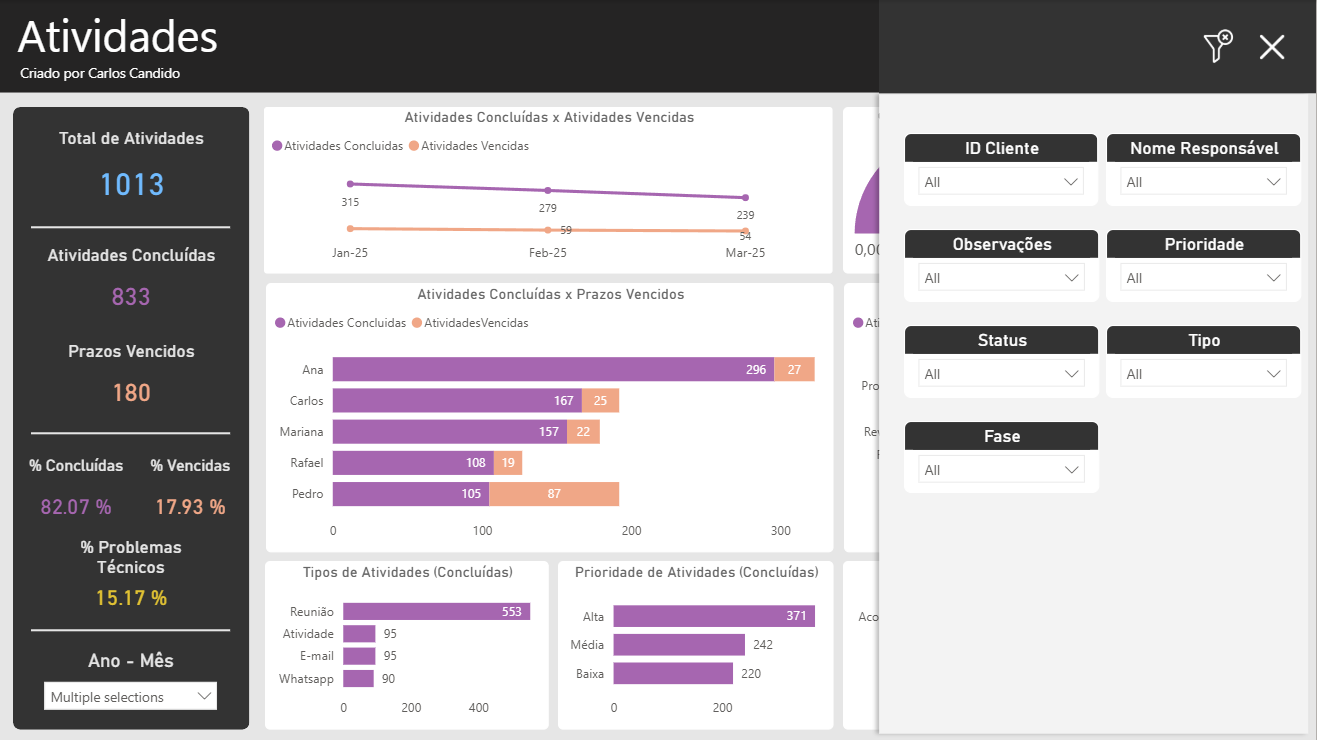 Atividades
Criado por Carlos Candido
Total de Atividades
1013
Atividades Concluídas
833
Prazos Vencidos
180
% Concluídas % Vencidas
82.07 % 17.93 %
% Problemas
Técnicos
15.17 %
Ano - Mês
Multiple selections
Atividades Concluídas x Atividades Vencidas
Atividades Concluidas Atividades Vencidas
315
279
239
59
54
Jan-25 Feb-25 Mar-25
Atividades Concluídas x Prazos Vencidos
Atividades Concluidas AtividadesVencidas
Ana 296 27
Carlos 167 25
Mariana 157 22
Rafael 108 19
Pedro 105 87
0 100 200 300
Tipos de Atividades (Concluídas)
Reunião 553
Atividade 95
E-mail 95
Whatsapp 90
0 200 400
Prioridade de Atividades (Concluídas)
Alta 371
Média 242
Baixa 220
0 200
ID Cliente
All
Nome Responsável
All
Observações
All
Prioridade
All
Status
All
Tipo
All
Fase
All